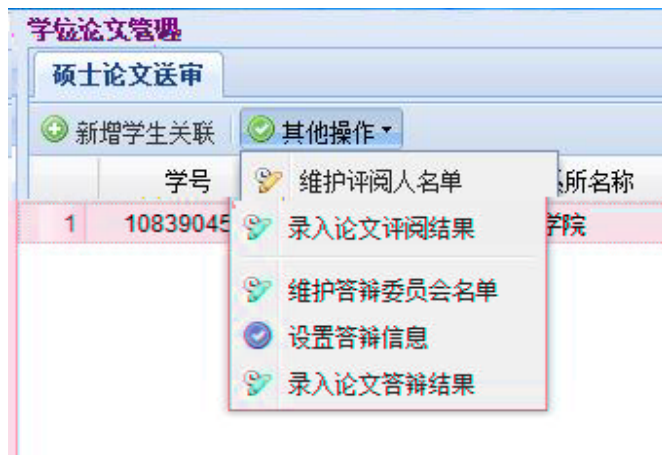 学位论文管理
硕士论文送审
新增学生关联 其他操作
学号 所名称
1 10839045 学院
维护评阅人名单
录入论文评阅结果
维护答辩委员会名单
设置答辩信息
录入论文答辩结果